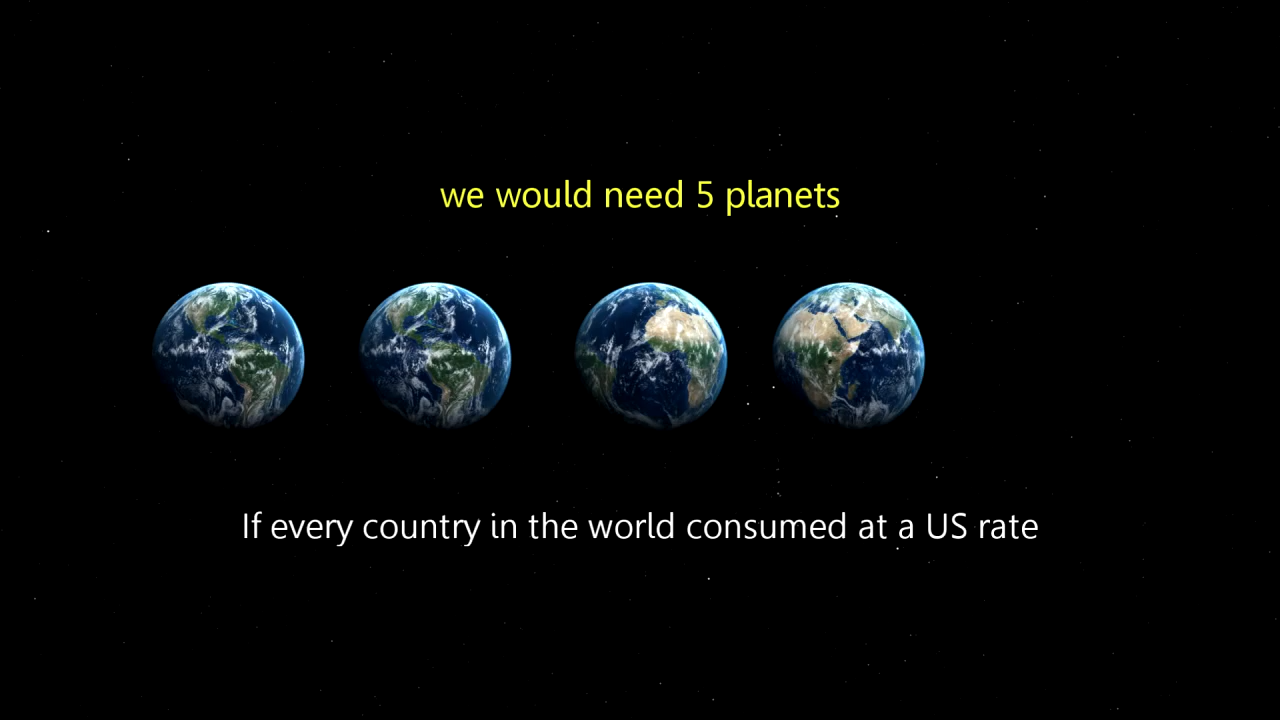 we would need 5 planets
If every country in the world consumed at a US rate